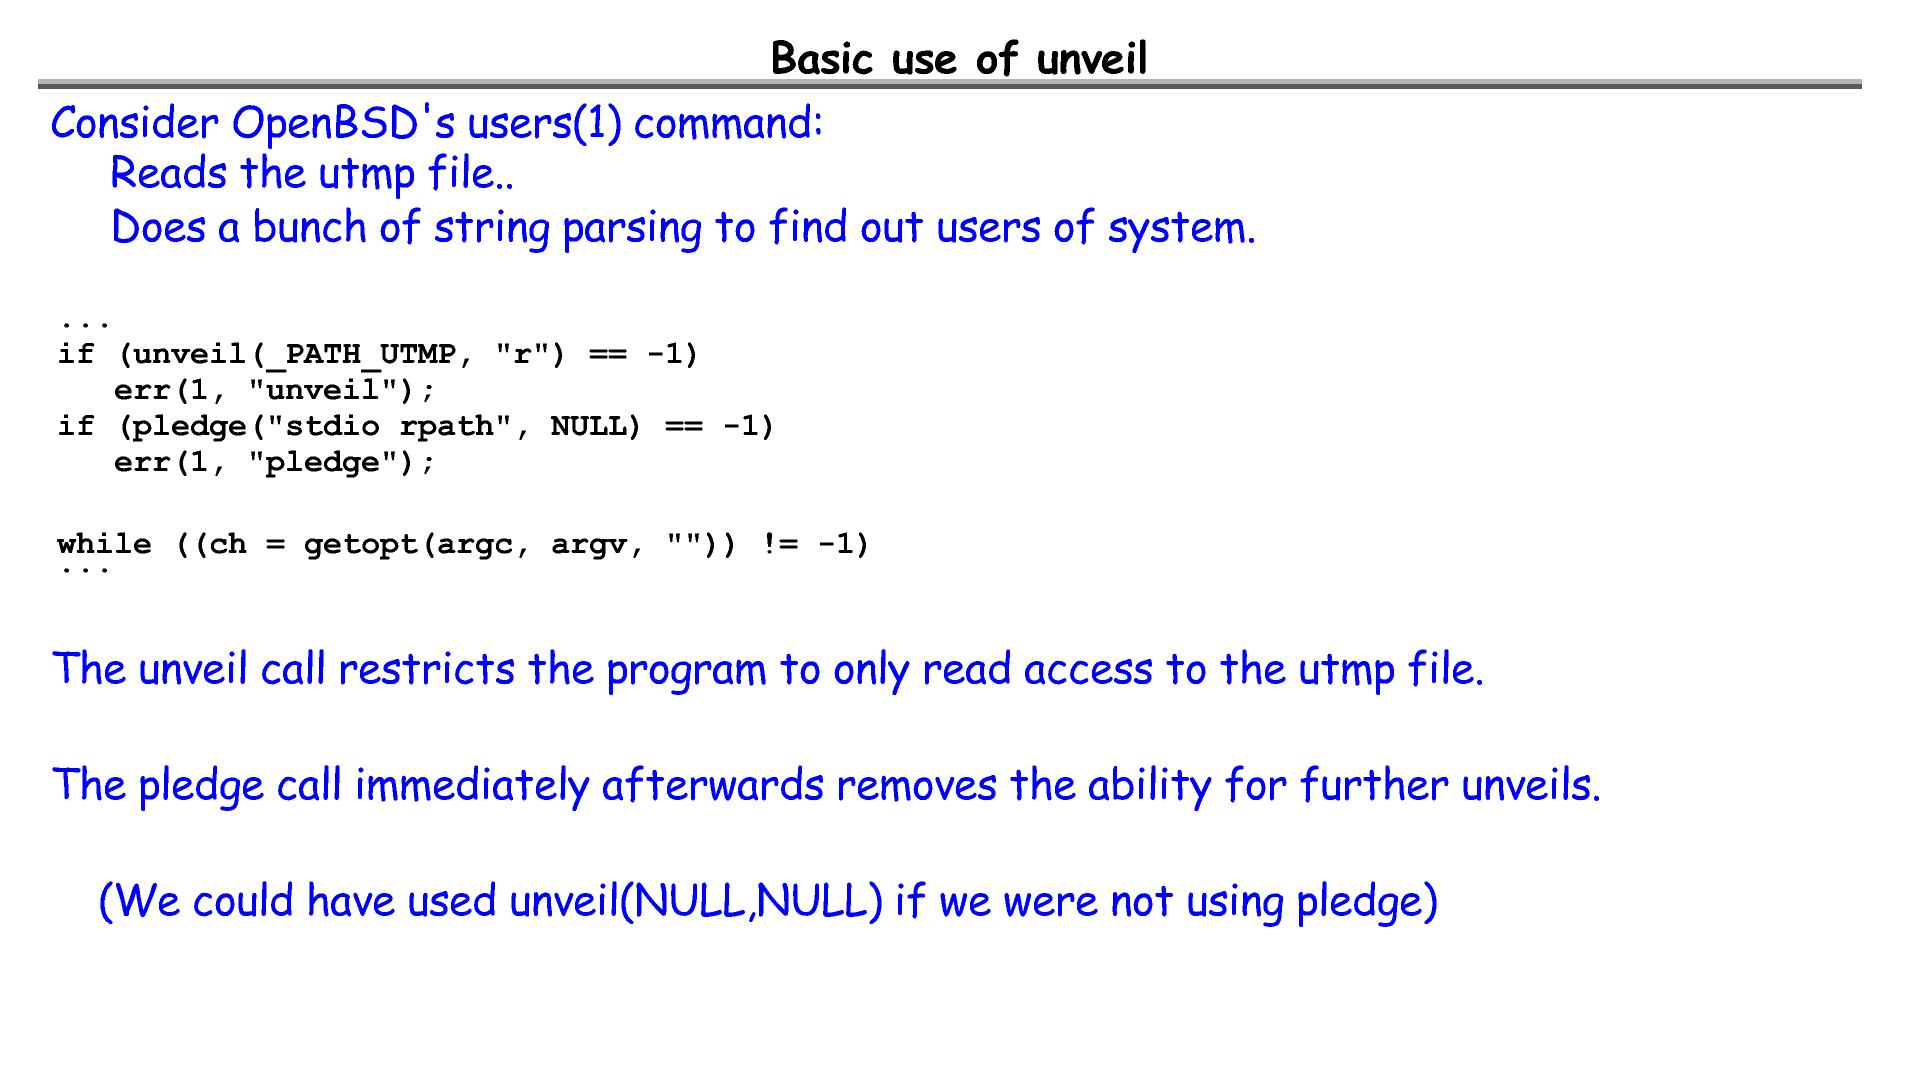 Basic use of unveil
Consider OpenBSD's users(1) command:
Reads the utmp file..
Does a bunch of string parsing to find out users of system.
...
if (unveil(_PATH_UTMP, "r") == -1)
err(1, "unveil");
if (pledge("stdio rpath", NULL) == -1)
err(1, "pledge");
while ((ch = getopt(argc, argv, "")) != -1)
...
The unveil call restricts the program to only read access to the utmp file.
The pledge call immediately afterwards removes the ability for further unveils.
(We could have used unveil(NULL,NULL) if we were not using pledge)